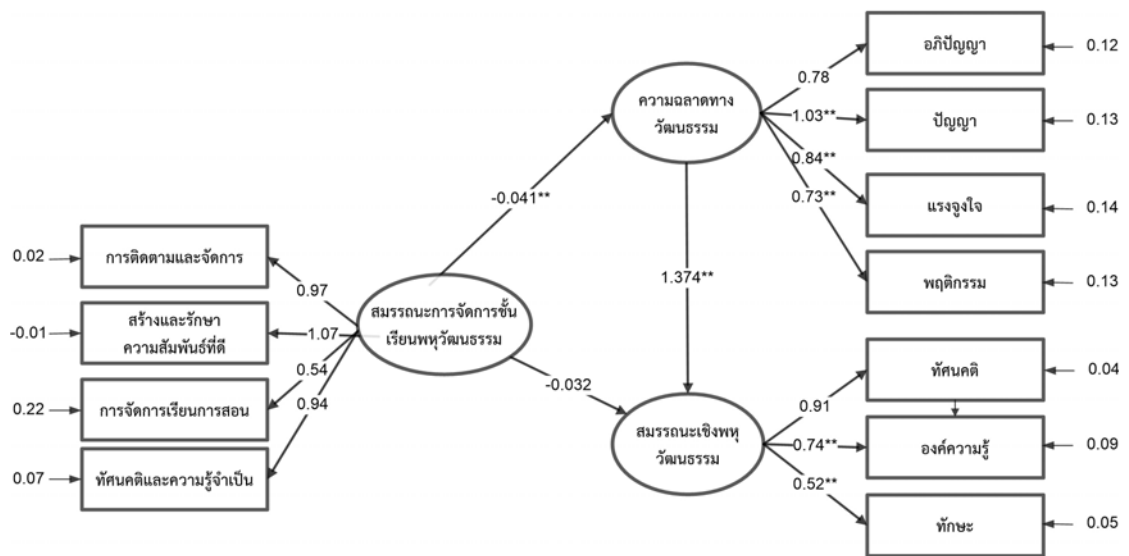 อภิปัญญา
0.12
0.78
ความฉลาดทาง
วัฒนธรรม
1.03**
ปัญญา
0.13
0.84**
0.73**
แรงจูงใจ
0.14
-0.041**
0.02
การติดตามและจัดการ
0.97
1.374**
พฤติกรรม
0.13
-0.01
สร้างและรักษา
ความสัมพันธ์ที่ดี
1.07
สมรรถนะการจัดการชั้น
เรียนพหุวัฒนธรรม
0.54
-0.032
ทัศนคติ
0.04
0.22
การจัดการเรียนการสอน
0.94
0.91
สมรรถนะเชิงพหุ
วัฒนธรรม
0.74**
องค์ความรู้
0.09
0.07
ทัศนคติและความรู้จำเป็น
0.52**
ทักษะ
0.05